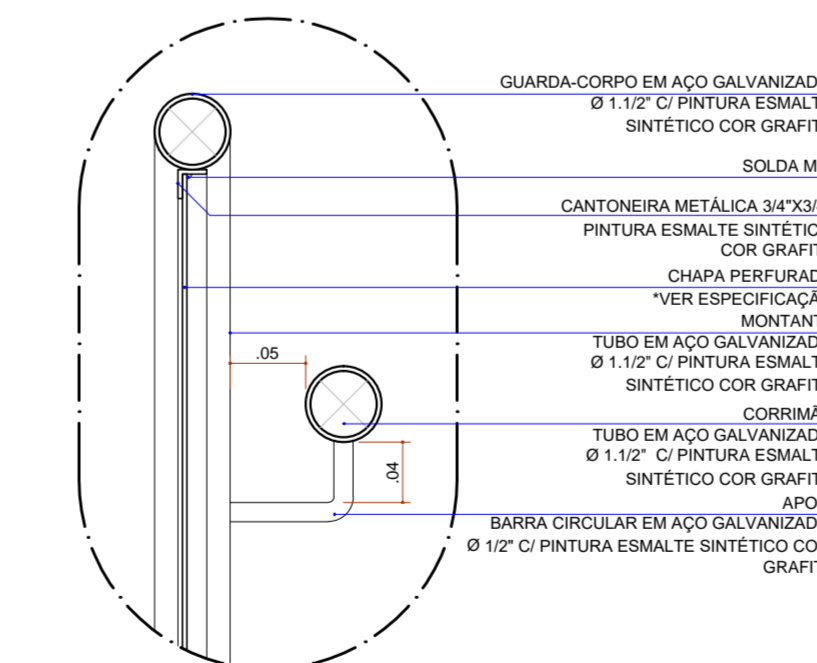 GUARDA-CORPO EM AÇO GALVANIZAD
Ø 1.1/2" C/ PINTURA ESMALT
SINTÉTICO COR GRAFIT
SOLDA M
CANTONEIRA METÁLICA 3/4"X3/
PINTURA ESMALTE SINTÉTIC
COR GRAFIT
CHAPA PERFURAD
*VER ESPECIFICAÇÃ
MONTANT
TUBO EM AÇO GALVANIZAD
Ø 1.1/2" C/ PINTURA ESMALT
SINTÉTICO COR GRAFIT
.05
CORRIMÃ
TUBO EM AÇO GALVANIZAD
Ø 1.1/2" C/ PINTURA ESMALT
SINTÉTICO COR GRAFIT
.04
APO
BARRA CIRCULAR EM AÇO GALVANIZAD
Ø 1/2" C/ PINTURA ESMALTE SINTÉTICO CO
GRAFIT